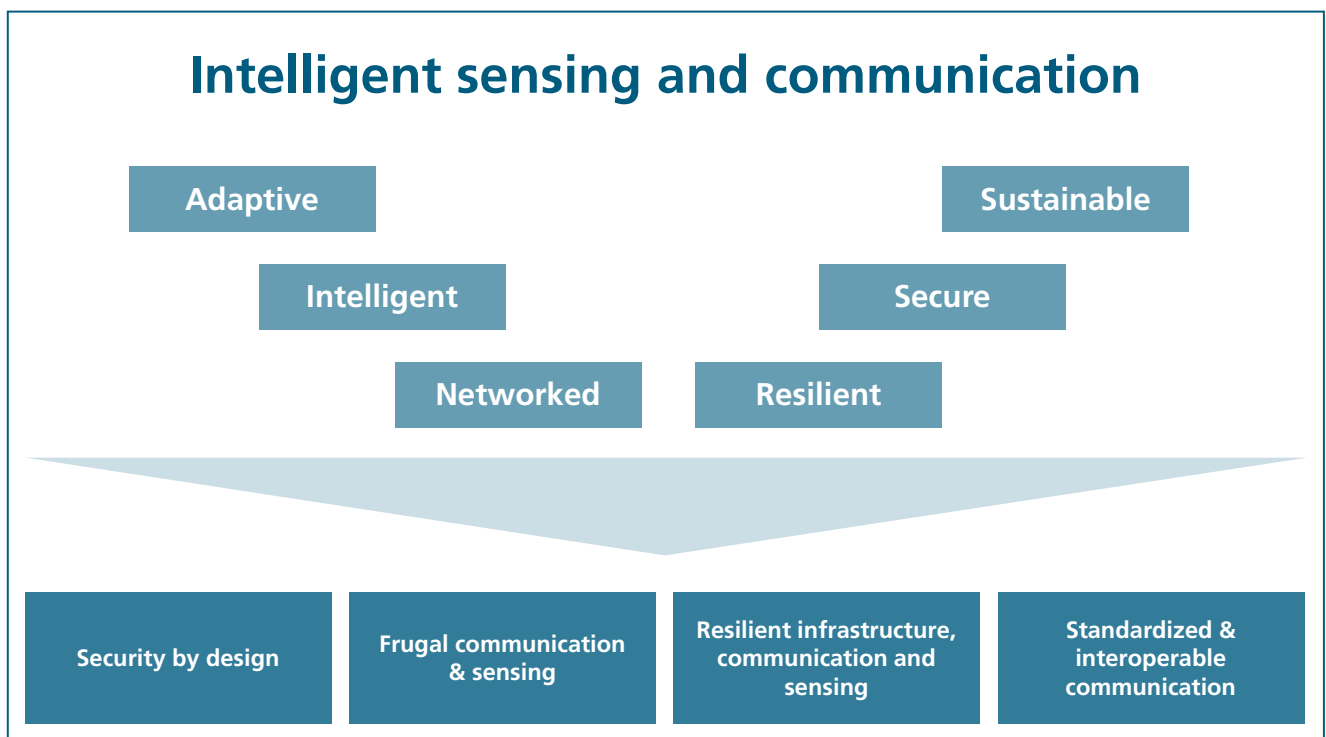 Intelligent sensing and communication
Adaptive
Sustainable
Intelligent
Secure
Networked
Resilient
Security by design
Frugal communication
& sensing
Resilient infrastructure,
communication and
sensing
Standardized &
interoperable
communication